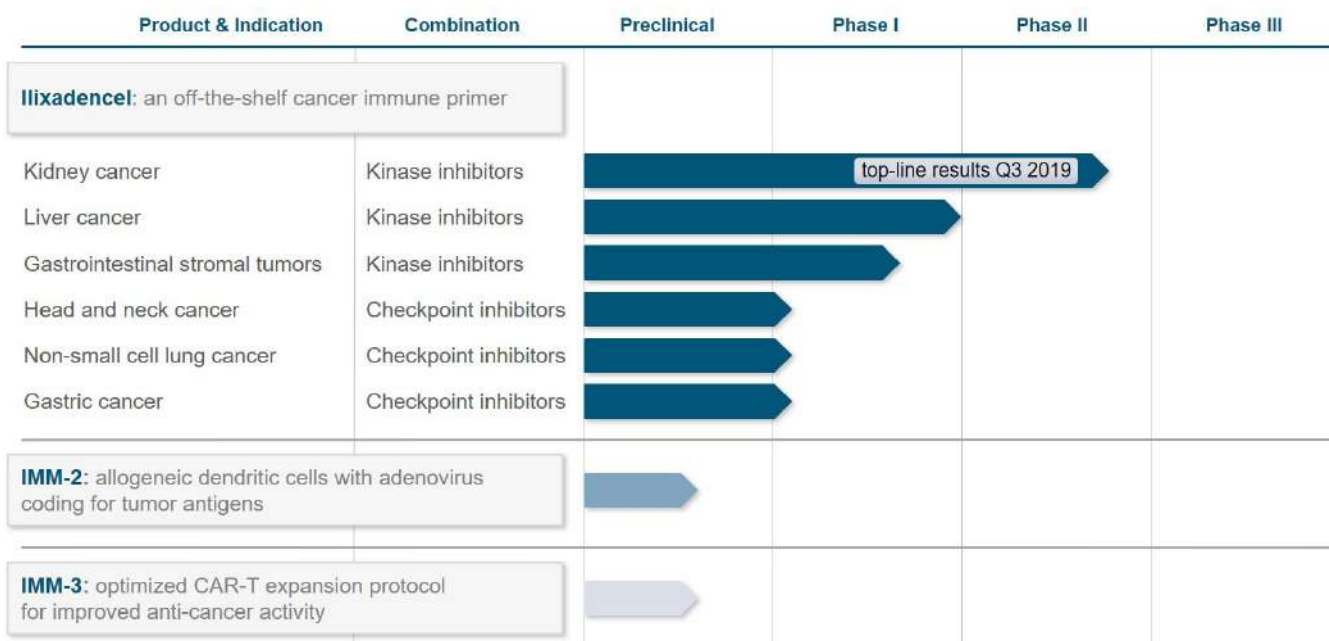 Product & Indication Combination Preclinical Phase I Phase II Phase III
Ilixadencel: an off-the-shelf cancer immune primer
Kidney cancer Kinase inhibitors top-line results Q3 2019
Liver cancer Kinase inhibitors
Gastrointestinal stromal tumors Kinase inhibitors
Head and neck cancer Checkpoint inhibitors
Non-small cell lung cancer Checkpoint inhibitors
Gastric cancer Checkpoint inhibitors
IMM-2: allogeneic dendritic cells with adenovirus
coding for tumor antigens
IMM-3: optimized CAR-T expansion protocol
for improved anti-cancer activity